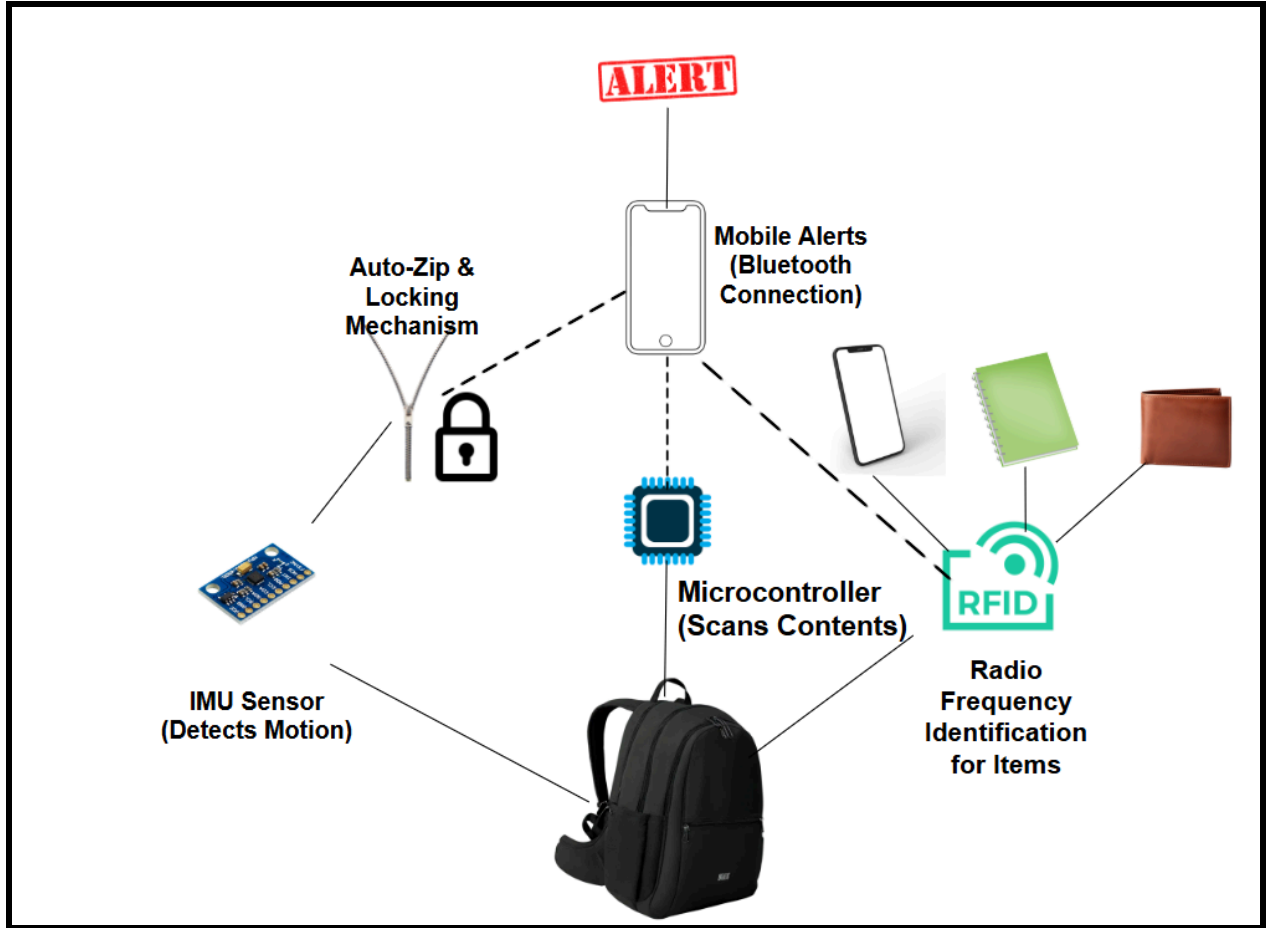 ALERT
Mobile Alerts
(Bluetooth
Connection)
Auto-Zip &
Locking
Mechanism
Microcontroller
(Scans Contents)
RFID
IMU Sensor
(Detects Motion)
Radio
Frequency
Identification
for Items